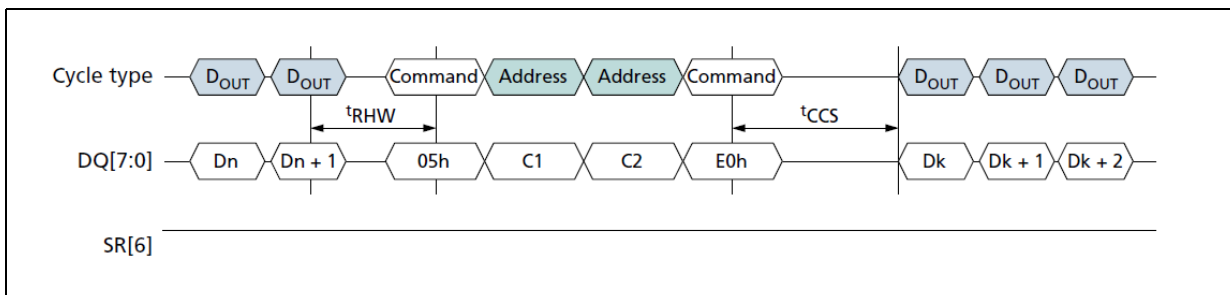 Cycle type DOUT DOUT Command Address Address Command DOUT DOUT DOUT
tRHW tCCS
DQ[7:0] Dn Dn + 1 05h C1 C2 E0h Dk Dk + 1 Dk + 2
SR[6]